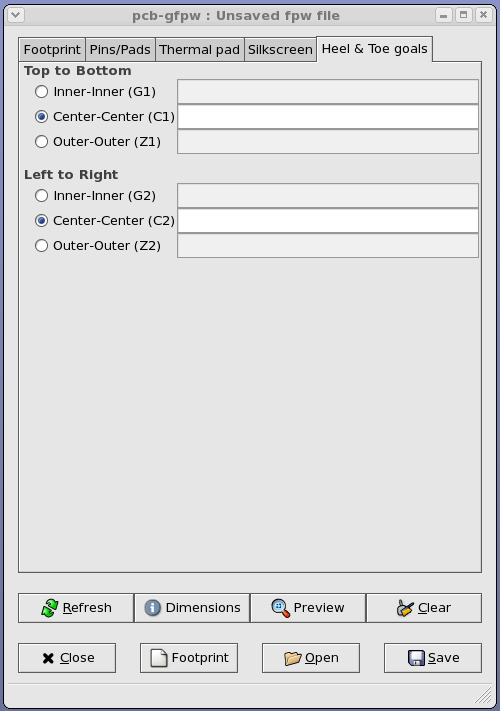 pcb-gfpw : Unsaved fpw file
Footprint Pins/Pads Thermal pad Silkscreen Heel & Toe goals
Top to Bottom
Inner-Inner (G1)
Center-Center (C1)
Outer-Outer (Z1)
Left to Right
Inner-Inner (G2)
Center-Center (C2)
Outer-Outer (Z2)
Refresh Dimensions Preview Clear
Close Footprint Open Save